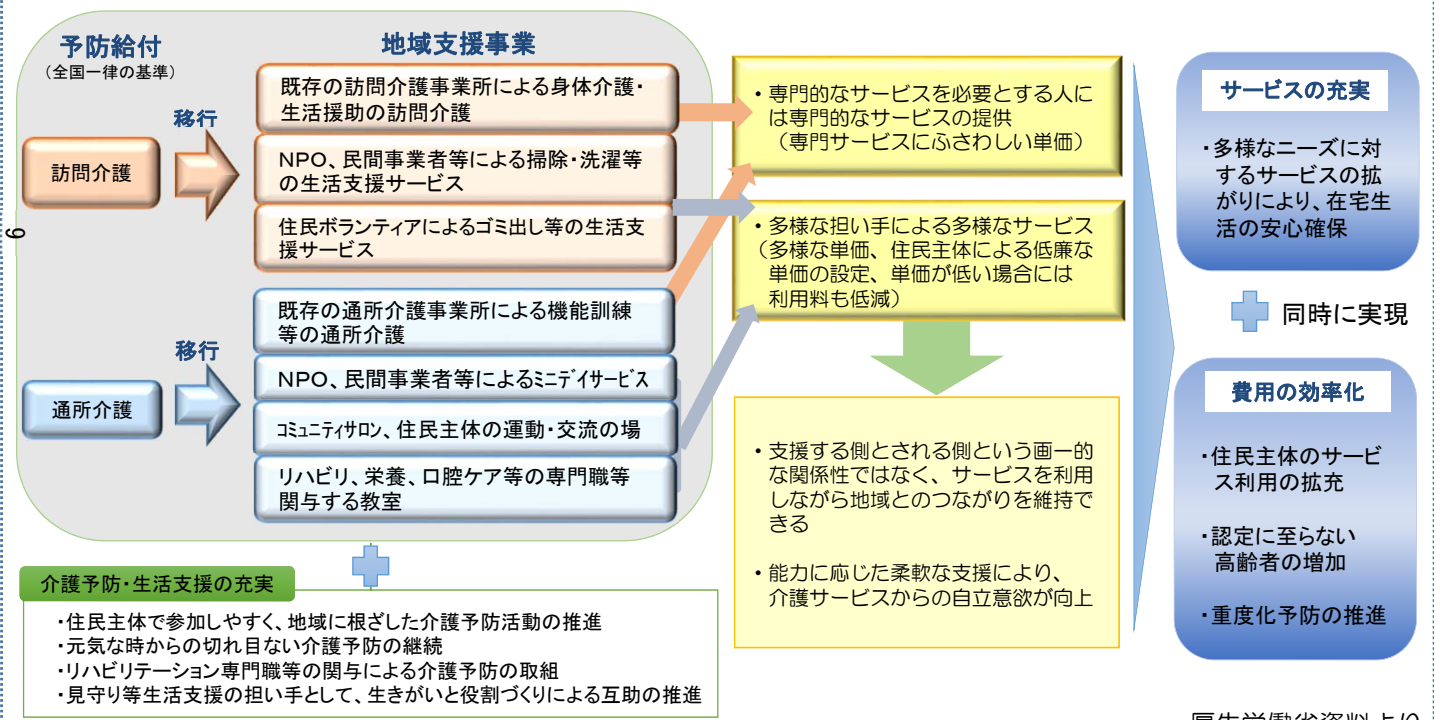 予防給付
(全国一律の基準)
地域支援事業
移行
訪問介護
既存の訪問介護事業所による身体介護・
生活援助の訪問介護
NPO、民間事業者等による掃除・洗濯等
の生活支援サービス
住民ボランティアによるゴミ出し等の生活支
援サービス
移行
通所介護
既存の通所介護事業所による機能訓練
等の通所介護
NPO、民間事業者等によるミニデイサービス
コミュニティサロン、住民主体の運動・交流の場
リハビリ、栄養、口腔ケア等の専門職等
関与する教室
介護予防・生活支援の充実
・住民主体で参加しやすく、地域に根ざした介護予防活動の推進
・元気な時からの切れ目ない介護予防の継続
・リハビリテーション専門職等の関与による介護予防の取組
・見守り等生活支援の担い手として、生きがいと役割づくりによる互助の推進
・専門的なサービスを必要とする人に
は専門的なサービスの提供
(専門サービスにふさわしい単価)
・多様な担い手による多様なサービス
(多様な単価、住民主体による低廉な
単価の設定、単価が低い場合には
利用料も低減)
・支援する側とされる側という画一的
な関係性ではなく、サービスを利用
しながら地域とのつながりを維持で
きる
・能力に応じた柔軟な支援により、
介護サービスからの自立意欲が向上
サービスの充実
・多様なニーズに対
するサービスの拡
がりにより、在宅生
活の安心確保
同時に実現
費用の効率化
・住民主体のサービ
ス利用の拡充
・認定に至らない
高齢者の増加
・重度化予防の推進
厚生労働省資料より
9